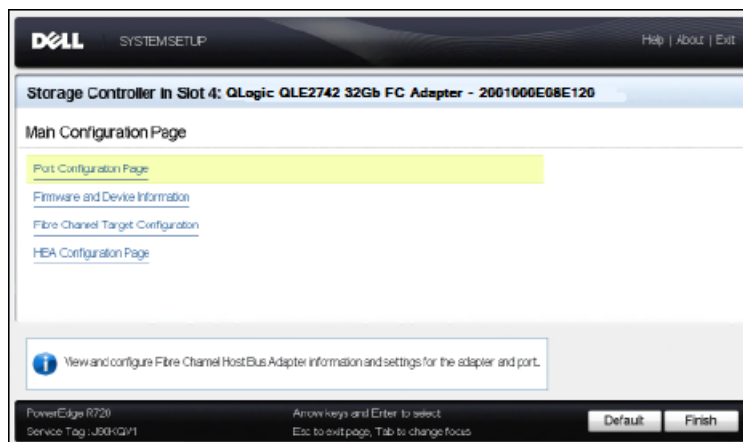 DELL SYSTEM SETUP Help | About | Exit
Storage Controller in Slot 4: QLogic QLE2742 32Gb FC Adapter - 2001000E08E120
Main Configuration Page
Port Configuration Page
Firmware and Device Information
Fibre Channel Target Configuration
HBA Configuration Page
View and configure Fibre Channel Host Bus Adapter information and settings for the adapter and port.
PowerEdge R720 Arrow keys and Enter to select Default Finish
Service Tag : J90KQV1 Esc to exit page, Tab to change focus